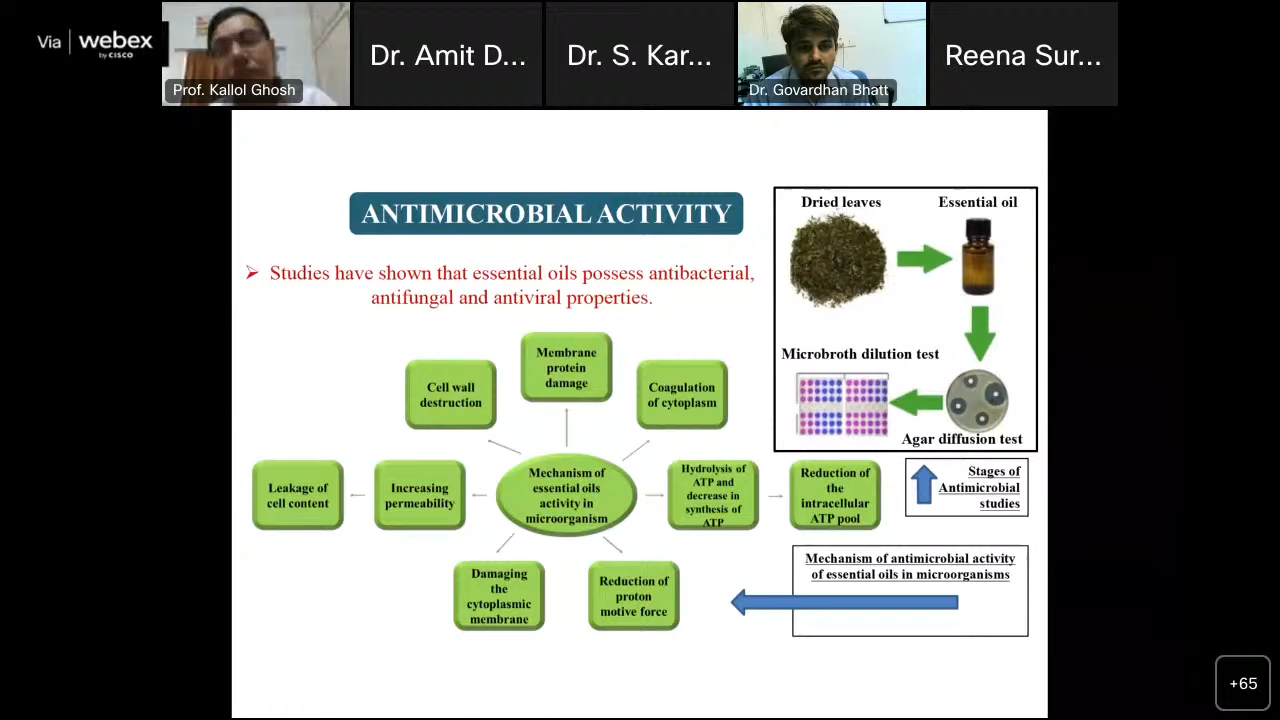 Via | webex
by CISCO
Prof. Kallol Ghosh
Dr. Amit D...
Dr. S. Kar...
Dr. Govardhan Bhatt
Reena Sur...
ANTIMICROBIAL ACTIVITY
Studies have shown that essential oils possess antibacterial,
antifungal and antiviral properties.
Dried leaves
Essential oil
Microbroth dilution test
Agar diffusion test
Membrane
protein
damage
Cell wall
destruction
Coagulation
of cytoplasm
Leakage of
cell content
Increasing
permeability
Mechanism of
essential oils
activity in
microorganism
Hydrolysis of
ATP and
decrease in
synthesis of
ATP
Reduction of
the
intracellular
ATP pool
Stages of
Antimicrobial
studies
Damaging
the
cytoplasmic
membrane
Reduction of
proton
motive force
Mechanism of antimicrobial activity
of essential oils in microorganisms
+65